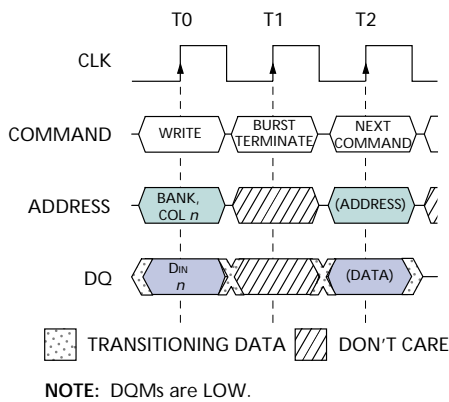 T0 T1 T2
CLK
COMMAND WRITE BURST TERMINATE NEXT COMMAND
ADDRESS BANK, COL n (ADDRESS)
DQ DIN n (DATA)
TRANSITIONING DATA DON'T CARE
NOTE: DQMs are LOW.